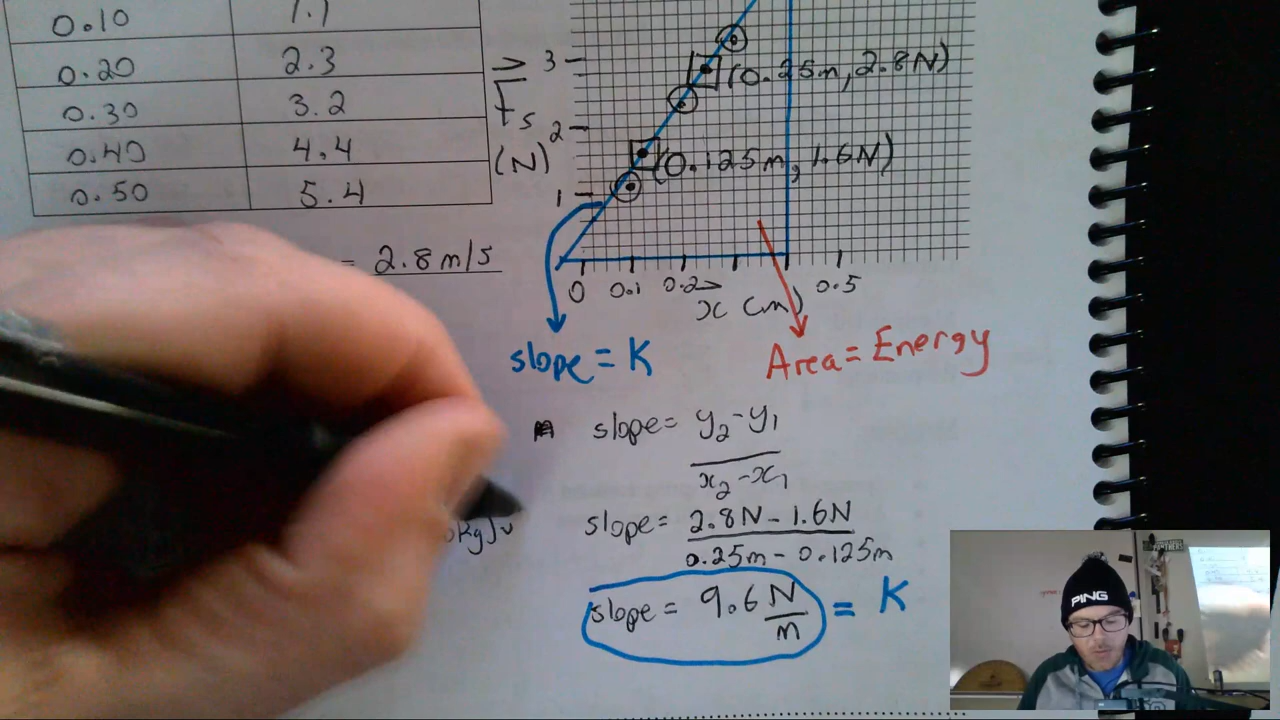 0.10 1.1
0.20 2.3
0.30 3.2
0.40 4.4
0.50 5.4
= 2.8 m/s
kg)v
3
2
1
Fs
(N)
(0.25m, 2.8N)
(0.125m, 1.6N)
0 0.1 0.2 0.5
x (m)
slope = K
Area = Energy
slope = y2 - y1
x2 - x1
slope = 2.8N - 1.6N
0.25m - 0.125m
slope = 9.6 N/m = K
PING